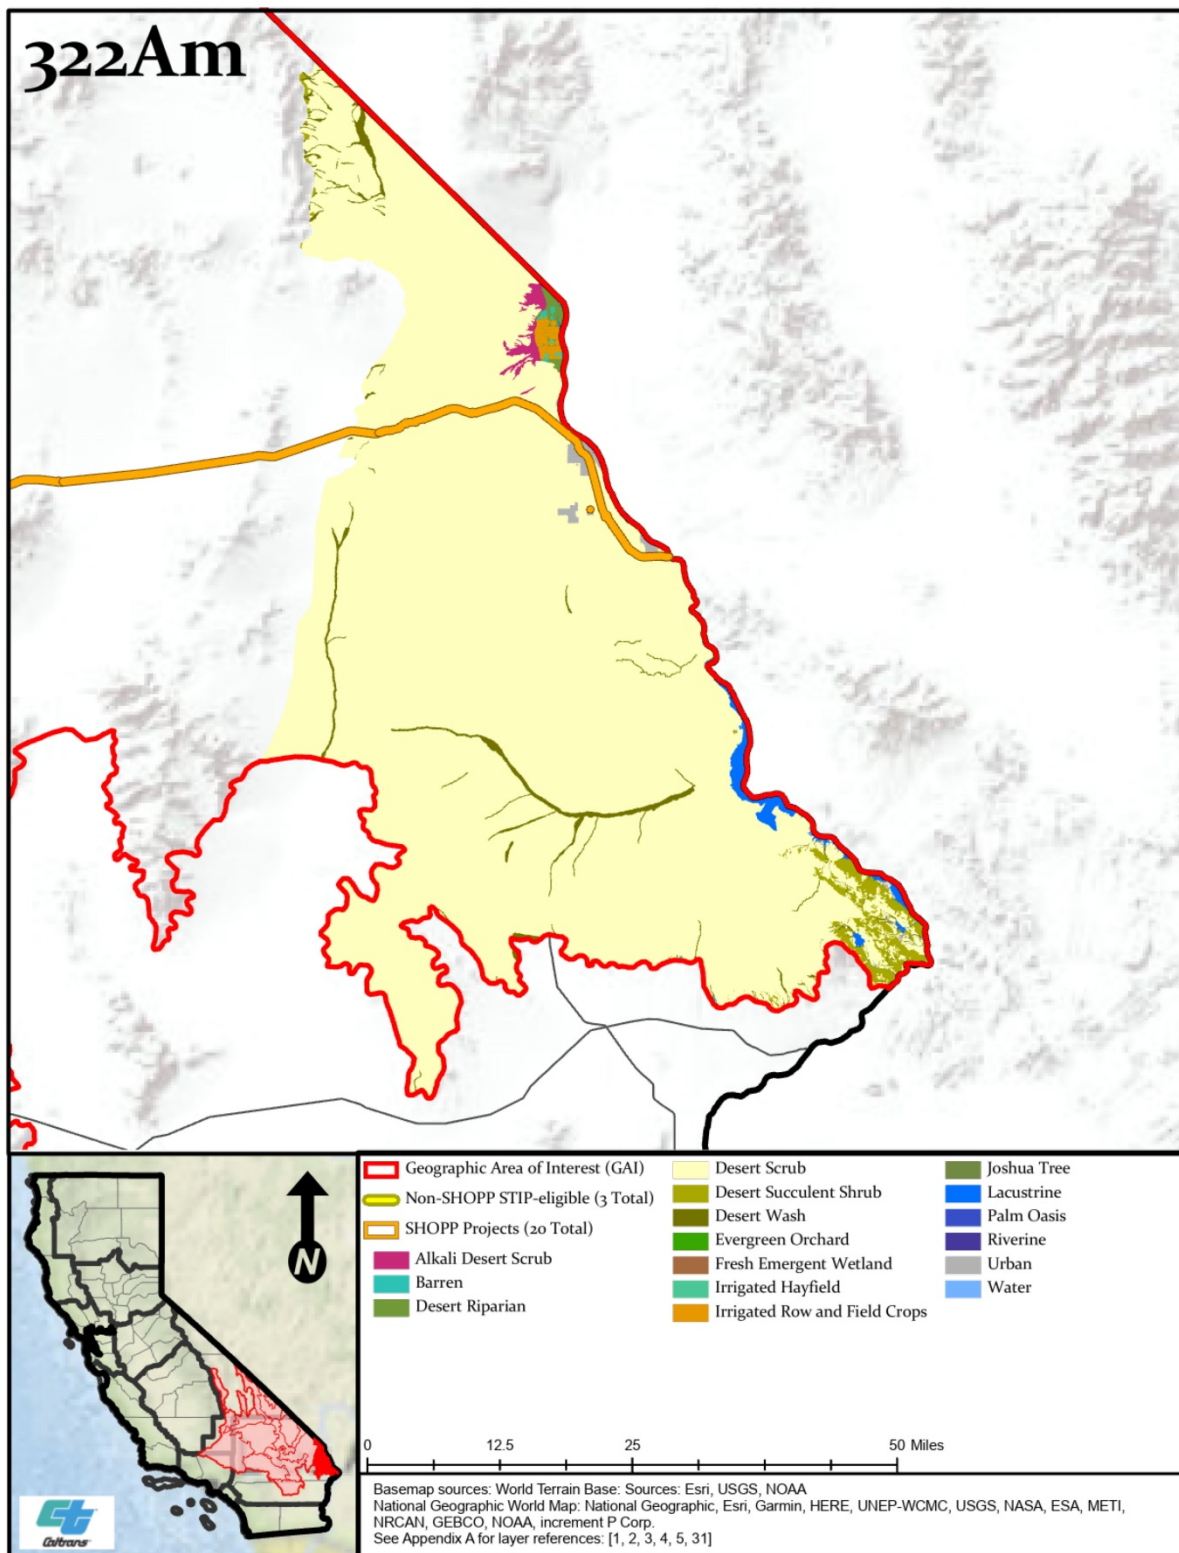 322Am
N
Caltrans
Geographic Area of Interest (GAI)
Non-SHOPP STIP-eligible (3 Total)
SHOPP Projects (20 Total)
Alkali Desert Scrub
Barren
Desert Riparian
Desert Scrub
Desert Succulent Shrub
Desert Wash
Evergreen Orchard
Fresh Emergent Wetland
Irrigated Hayfield
Irrigated Row and Field Crops
Joshua Tree
Lacustrine
Palm Oasis
Riverine
Urban
Water
0 12.5 25 50 Miles
Basemap sources: World Terrain Base: Sources: Esri, USGS, NOAA
National Geographic World Map: National Geographic, Esri, Garmin, HERE, UNEP-WCMC, USGS, NASA, ESA, METI,
NRCAN, GEBCO, NOAA, increment P Corp.
See Appendix A for layer references: [1, 2, 3, 4, 5, 31]